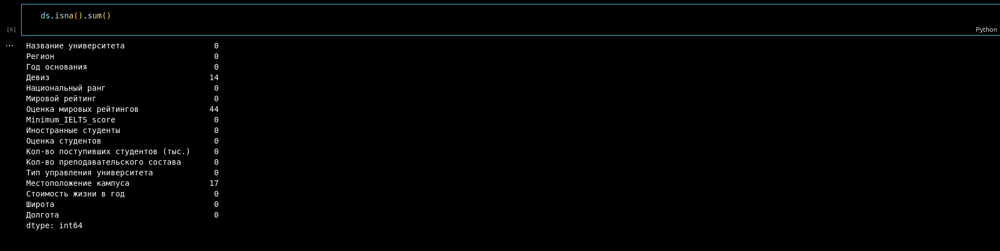 ds.isna().sum()
[6]
Python
...
Название университета 0
Регион 0
Год основания 0
Девиз 14
Национальный ранг 0
Мировой рейтинг 0
Оценка мировых рейтингов 44
Minimum_IELTS_score 0
Иностранные студенты 0
Оценка студентов 0
Кол-во поступивших студентов (тыс.) 0
Кол-во преподавательского состава 0
Тип управления университета 0
Местоположение кампуса 17
Стоимость жизни в год 0
Широта 0
Долгота 0
dtype: int64